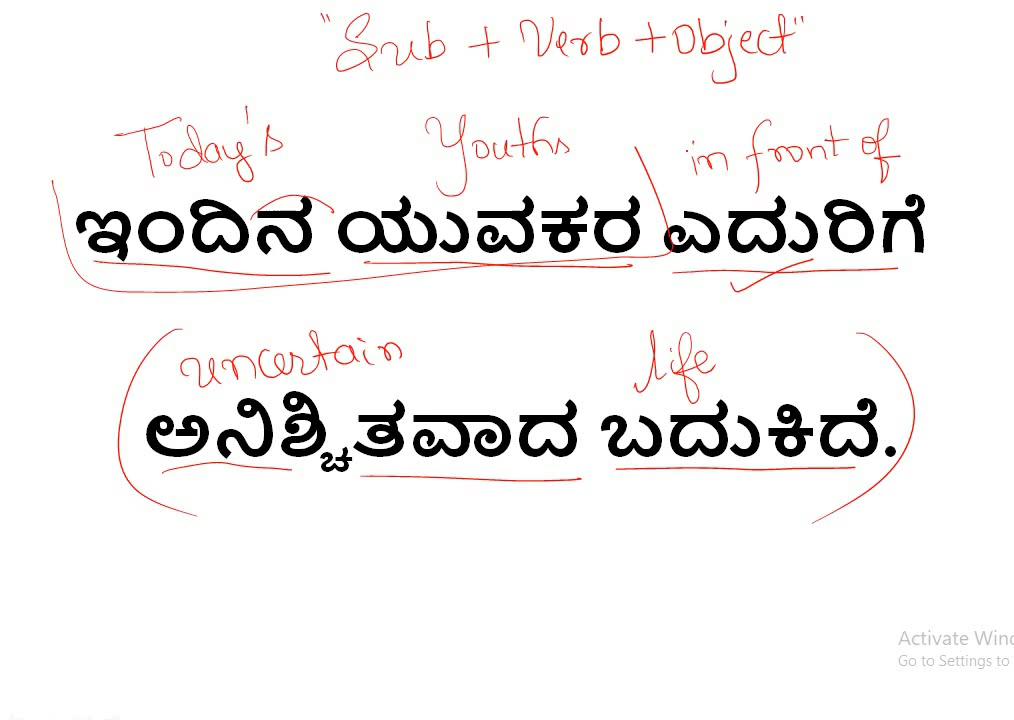 "Sub + Verb + Object"
Today's Youths in front of
ಇಂದಿನ ಯುವಕರ ಎದುರಿಗೆ
uncertain life
ಅನಿಶ್ಚಿತವಾದ ಬದುಕಿದೆ.
Activate Win
Go to Settings to